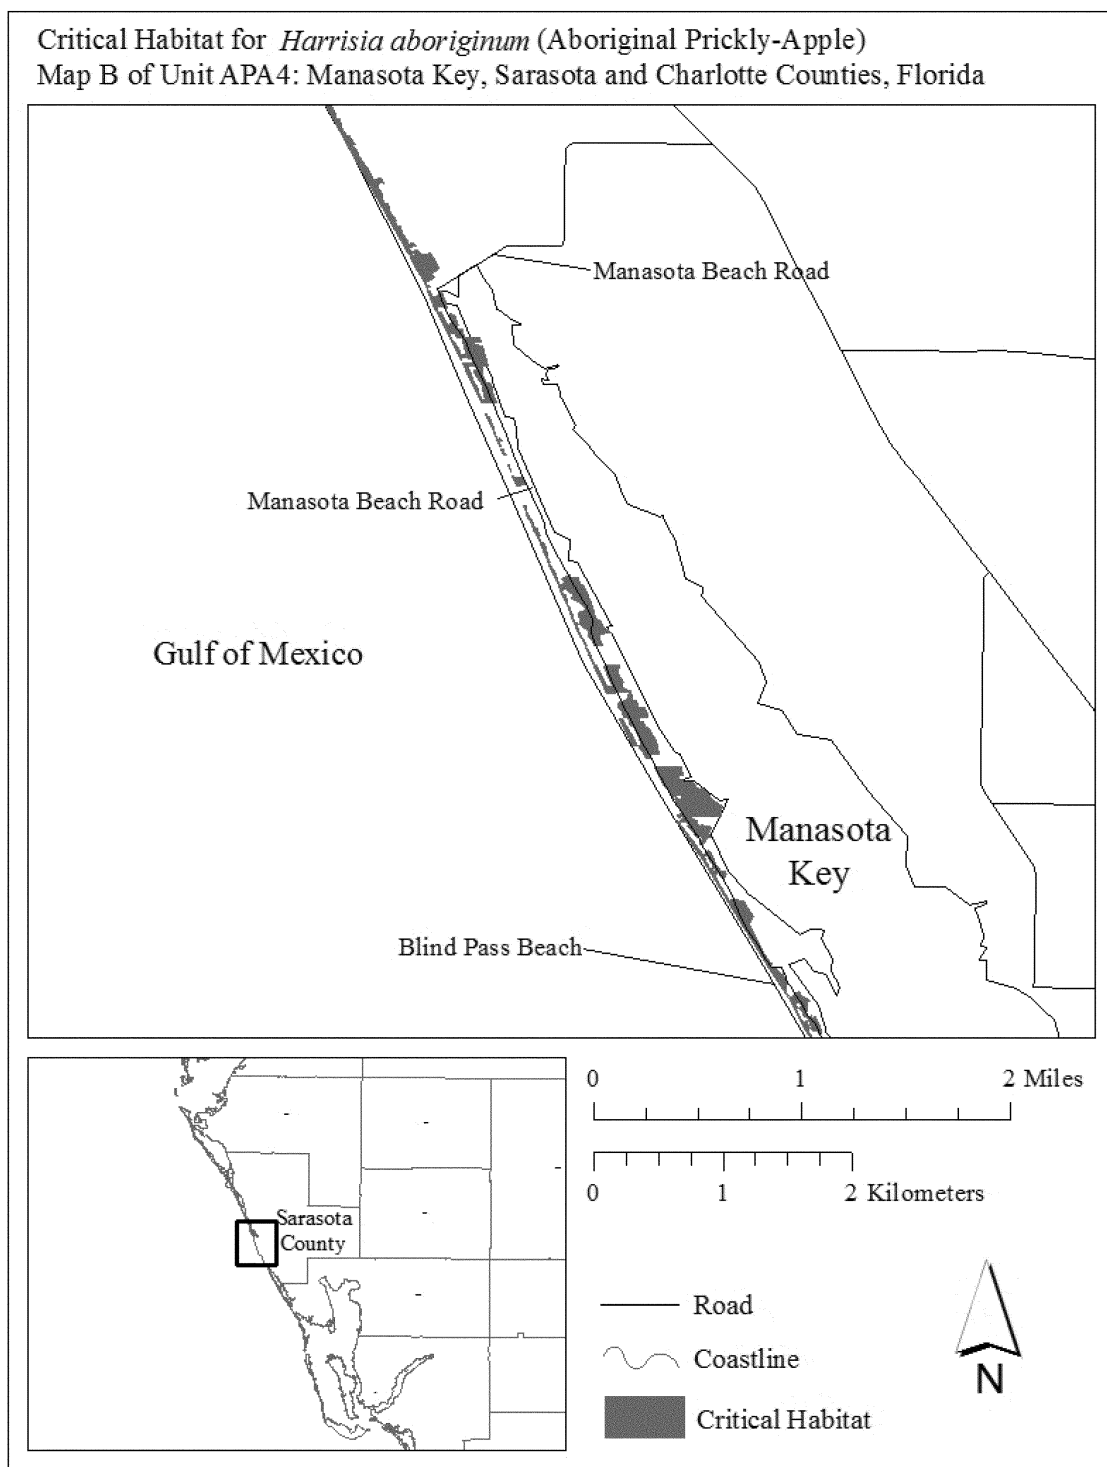 Critical Habitat for Harrisia aboriginum (Aboriginal Prickly-Apple)
Map B of Unit APA4: Manasota Key, Sarasota and Charlotte Counties, Florida
Manasota Beach Road
Manasota Beach Road
Gulf of Mexico
Manasota
Key
Blind Pass Beach
Sarasota
County
0 1 2 Miles
0 1 2 Kilometers
Road
Coastline
Critical Habitat
N